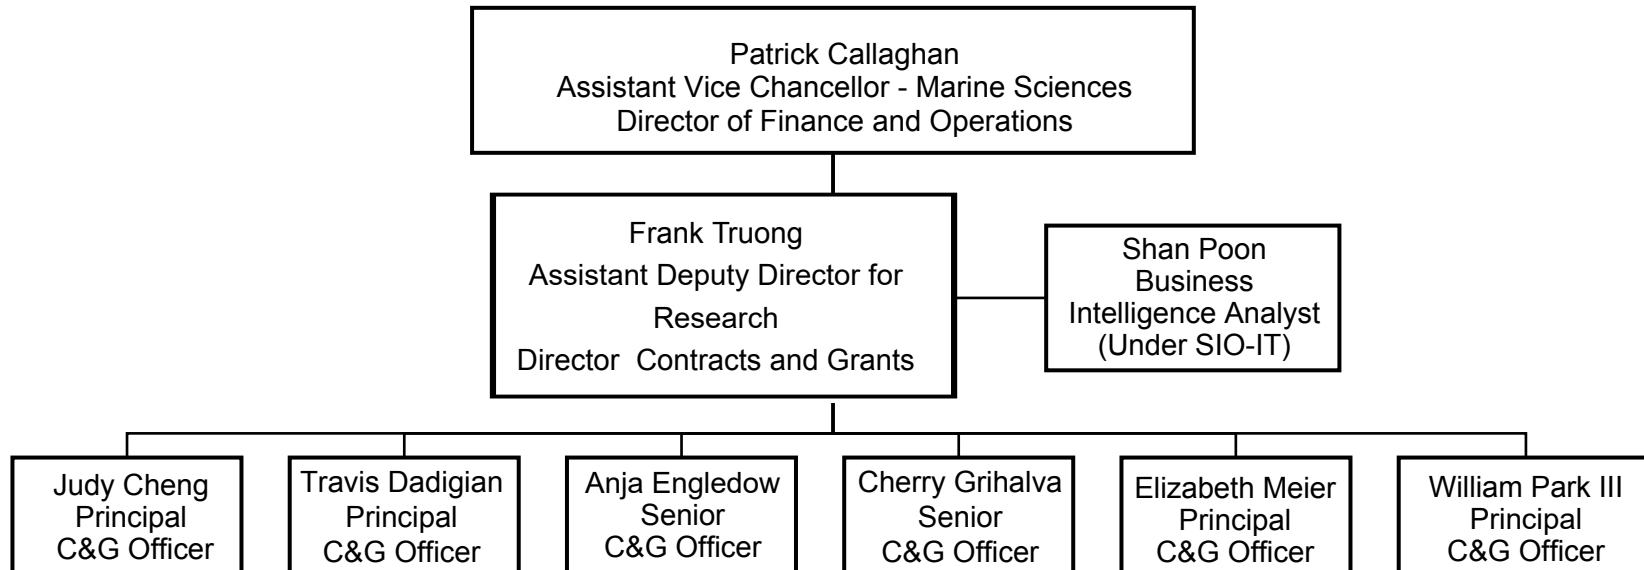 Patrick Callaghan
Assistant Vice Chancellor - Marine Sciences
Director of Finance and Operations
Frank Truong
Assistant Deputy Director for
Research
Director Contracts and Grants
Shan Poon
Business
Intelligence Analyst
(Under SIO-IT)
Judy Cheng
Principal
C&G Officer
Travis Dadigian
Principal
C&G Officer
Anja Engledow
Senior
C&G Officer
Cherry Grihalva
Senior
C&G Officer
Elizabeth Meier
Principal
C&G Officer
William Park III
Principal
C&G Officer